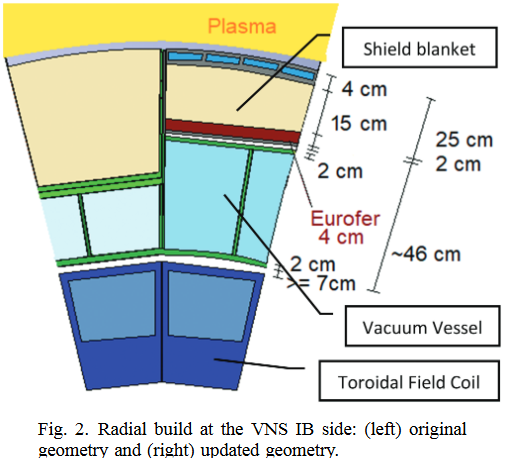 Plasma
Shield blanket
4 cm
15 cm
25 cm
2 cm
2 cm
Eurofer
4 cm
~46 cm
2 cm
>= 7cm
Vacuum Vessel
Toroidal Field Coil
Fig. 2. Radial build at the VNS IB side: (left) original
geometry and (right) updated geometry.